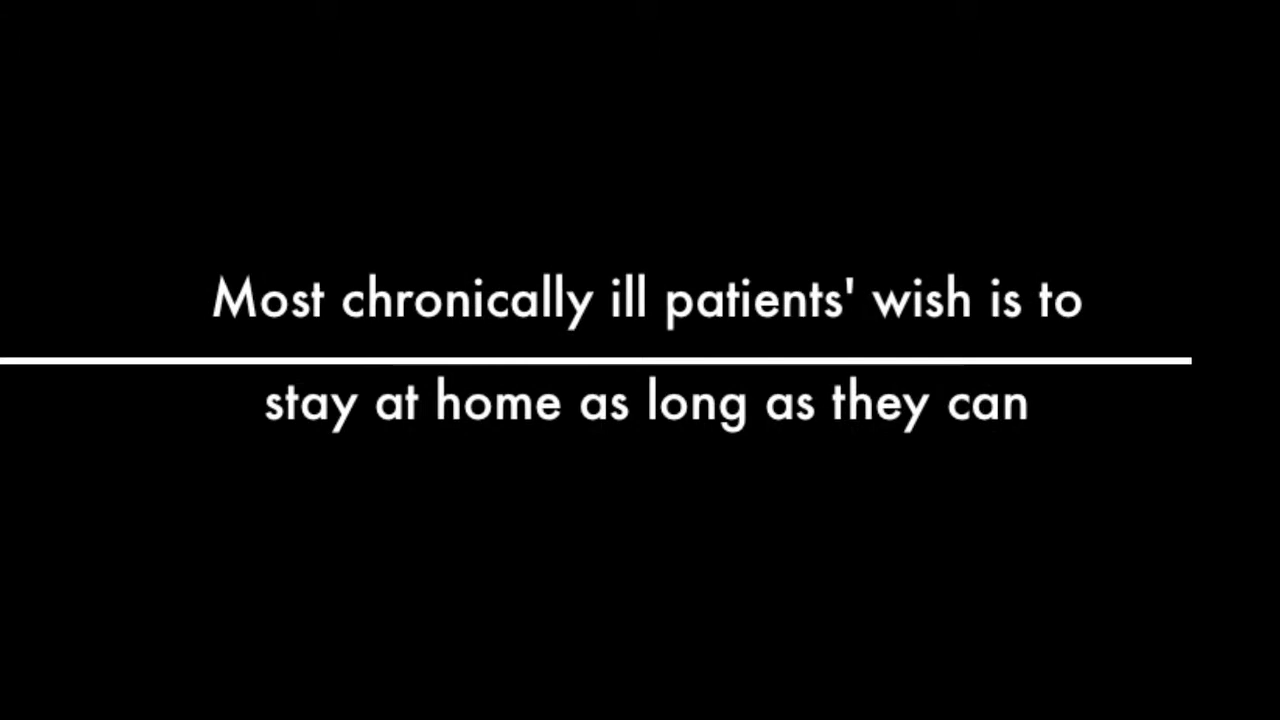 Most chronically ill patients' wish is to
stay at home as long as they can